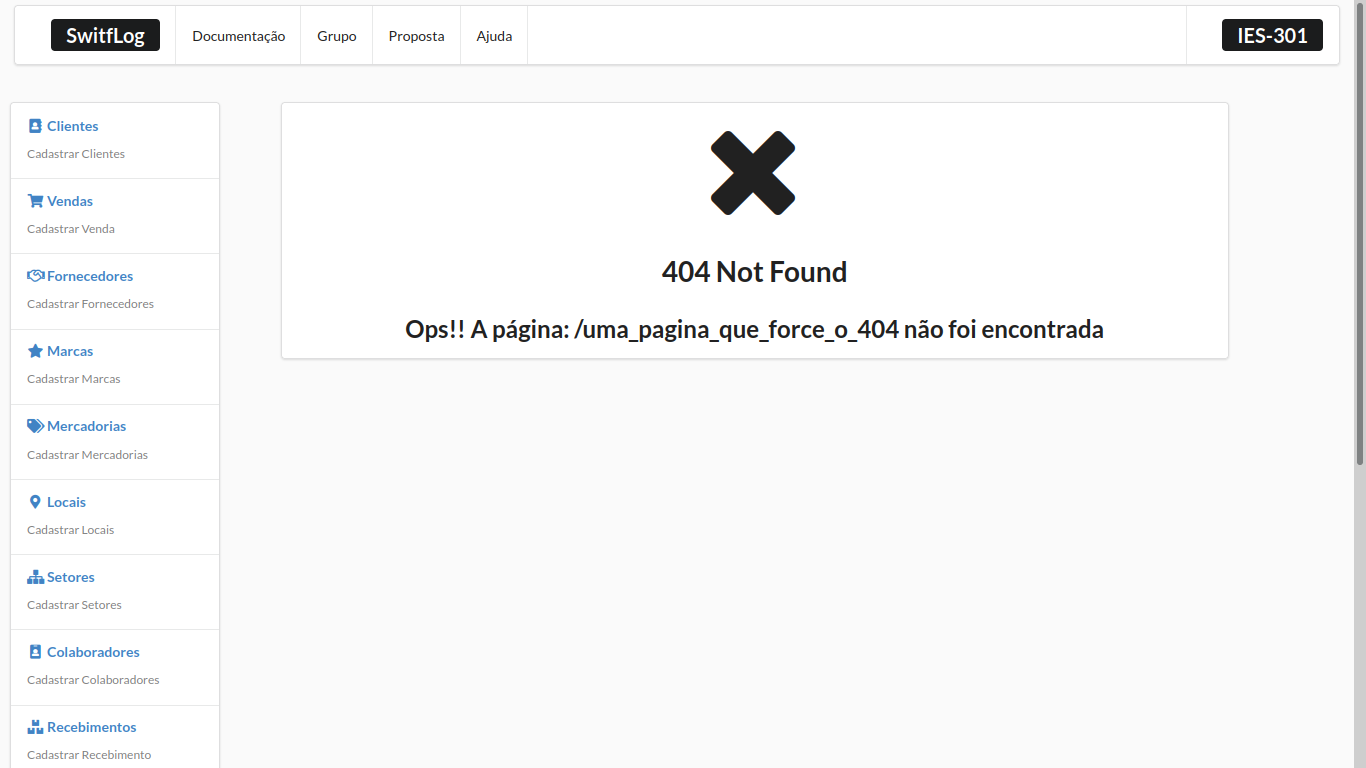 SwitfLog
Documentação
Grupo
Proposta
Ajuda
IES-301
Clientes
Cadastrar Clientes
Vendas
Cadastrar Venda
Fornecedores
Cadastrar Fornecedores
Marcas
Cadastrar Marcas
Mercadorias
Cadastrar Mercadorias
Locais
Cadastrar Locais
Setores
Cadastrar Setores
Colaboradores
Cadastrar Colaboradores
Recebimentos
Cadastrar Recebimento
404 Not Found
Ops!! A página: /uma_pagina_que_force_o_404 não foi encontrada